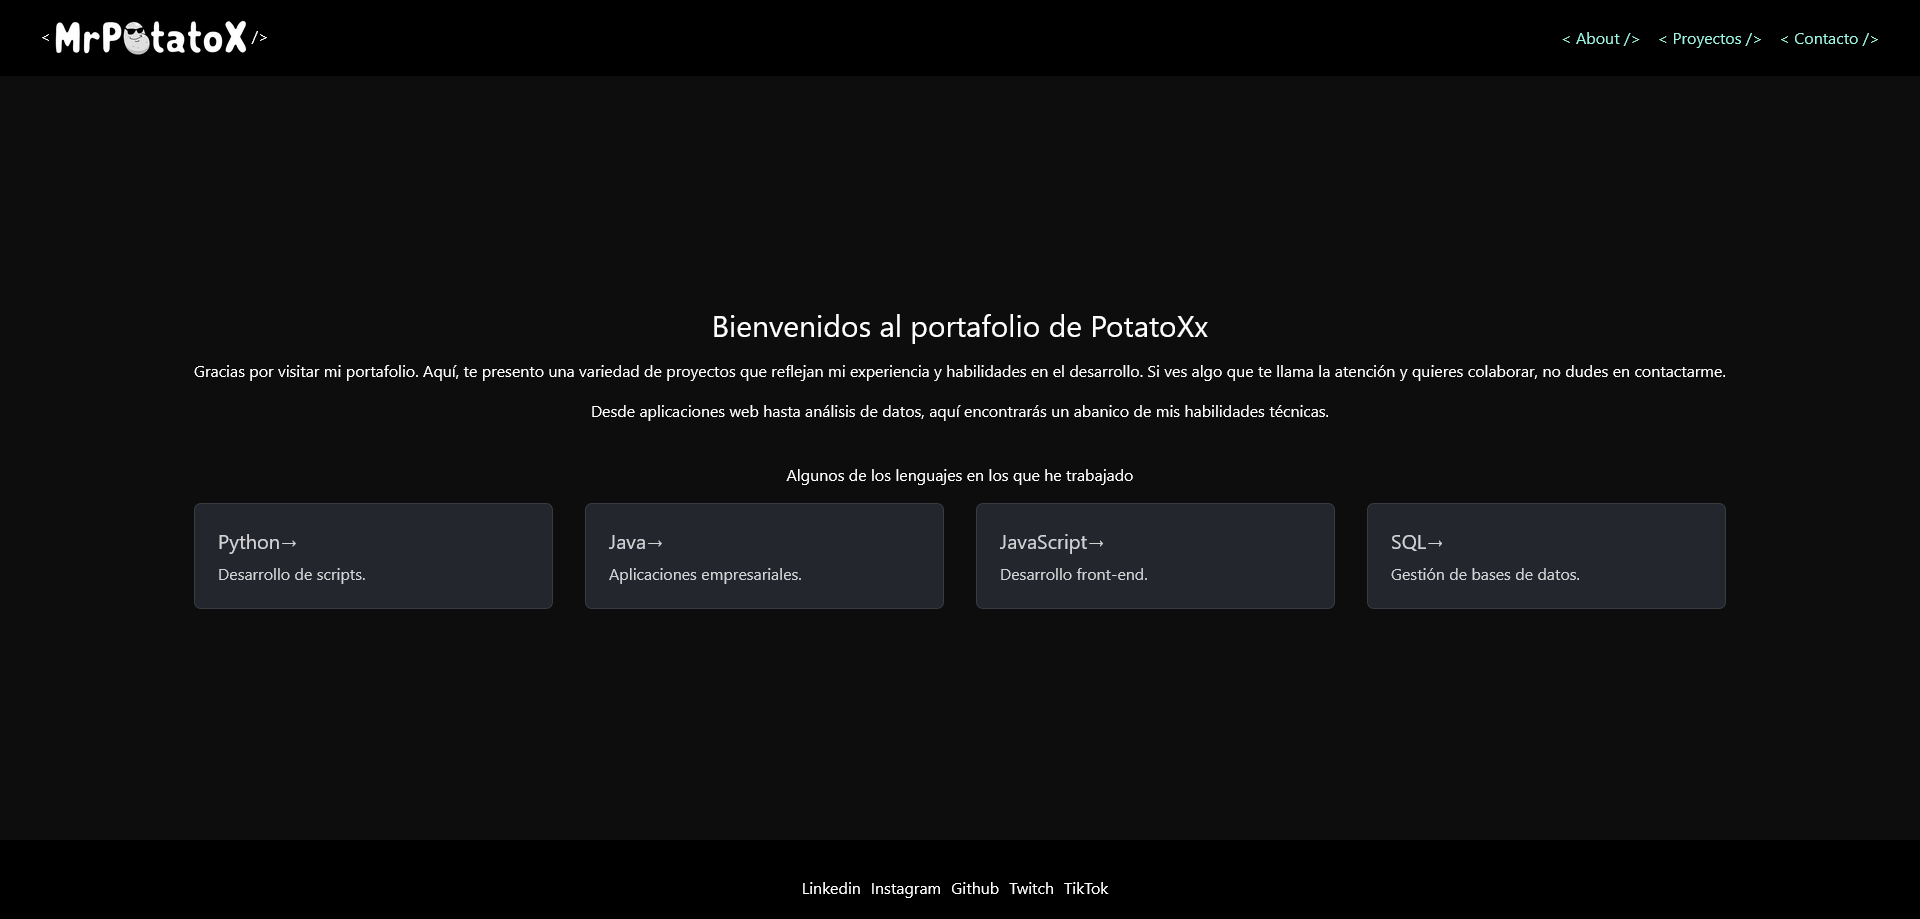 < MrPotatoX />
< About /> < Proyectos /> < Contacto />
Bienvenidos al portafolio de PotatoXx
Gracias por visitar mi portafolio. Aquí, te presento una variedad de proyectos que reflejan mi experiencia y habilidades en el desarrollo. Si ves algo que te llama la atención y quieres colaborar, no dudes en contactarme.
Desde aplicaciones web hasta análisis de datos, aquí encontrarás un abanico de mis habilidades técnicas.
Algunos de los lenguajes en los que he trabajado
Python→
Desarrollo de scripts.
Java→
Aplicaciones empresariales.
JavaScript→
Desarrollo front-end.
SQL→
Gestión de bases de datos.
Linkedin Instagram Github Twitch TikTok